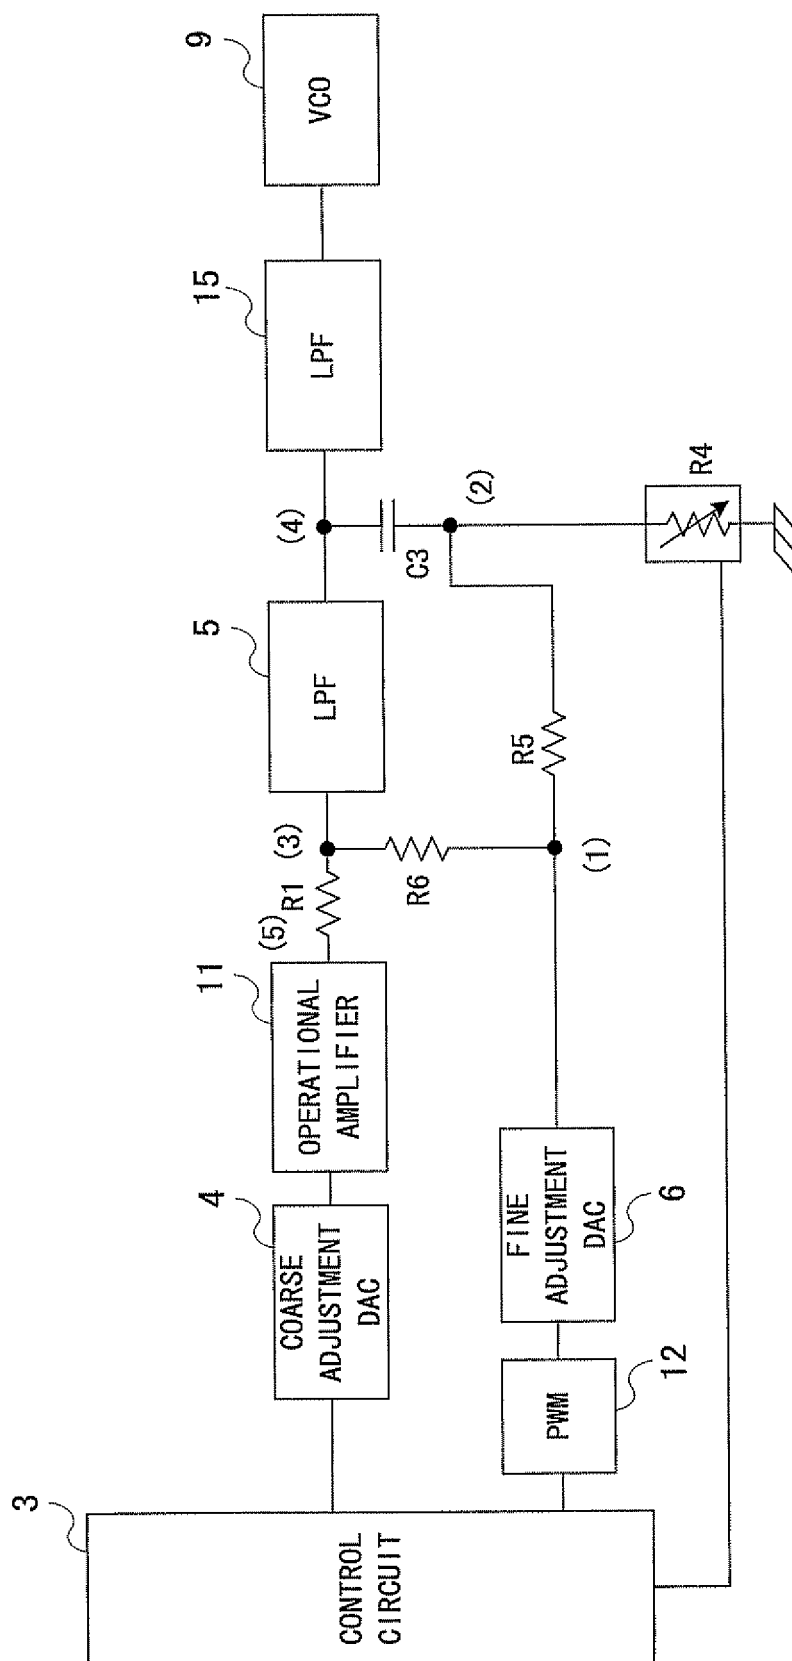 3
CONTROL
CIRCUIT
4
COARSE
ADJUSTMENT
DAC
11
OPERATIONAL
AMPLIFIER
(5)
R1
(3)
5
LPF
(4)
15
LPF
9
VCO
R6
C3
(2)
R5
(1)
R4
12
PWM
6
FINE
ADJUSTMENT
DAC